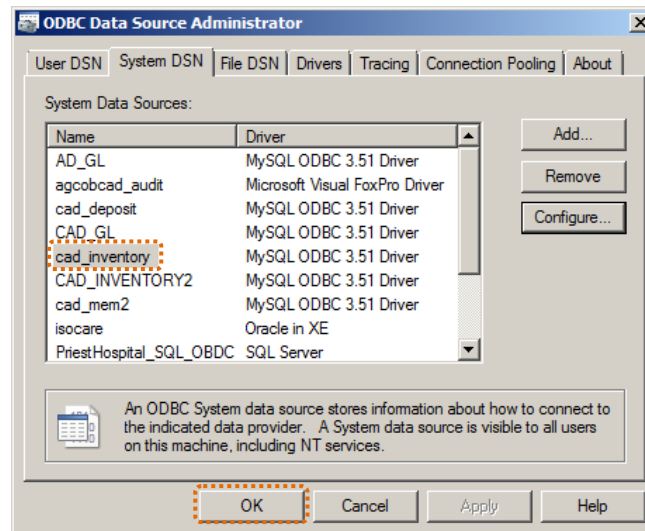 ODBC Data Source Administrator
User DSN System DSN File DSN Drivers Tracing Connection Pooling About
System Data Sources:
Name Driver
AD_GL MySQL ODBC 3.51 Driver
agcobcad_audit Microsoft Visual FoxPro Driver
cad_deposit MySQL ODBC 3.51 Driver
CAD_GL MySQL ODBC 3.51 Driver
cad_inventory MySQL ODBC 3.51 Driver
CAD_INVENTORY2 MySQL ODBC 3.51 Driver
cad_mem2 MySQL ODBC 3.51 Driver
isocare Oracle in XE
PriestHospital_SQL_OBDC SQL Server
Add...
Remove
Configure...
An ODBC System data source stores information about how to connect to
the indicated data provider. A System data source is visible to all users
on this machine, including NT services.
OK Cancel Apply Help